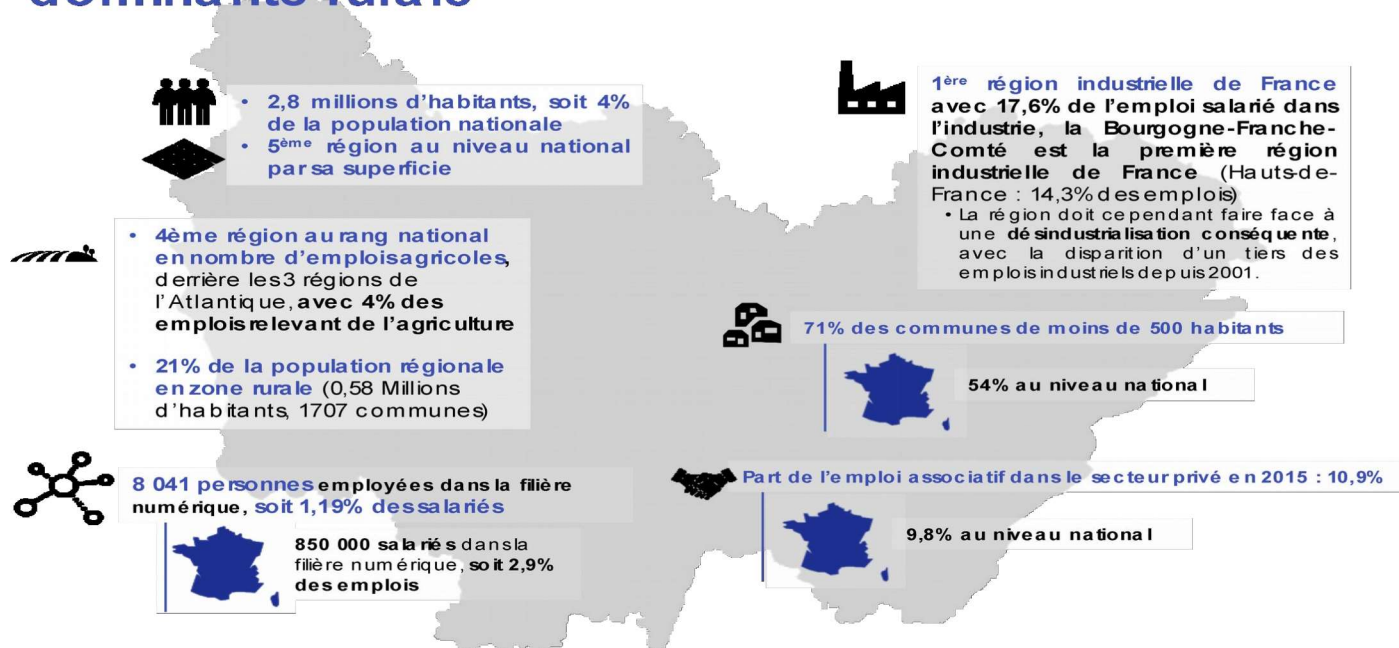 dominante rurale
• 2,8 millions d'habitants, soit 4%
de la population nationale
• 5ème région au niveau national
par sa superficie
1ère région industrielle de France
avec 17,6% de l'emploi salarié dans
l'industrie, la Bourgogne-Franche-
Comté est la première région
industrielle de France (Hauts-de-
France : 14,3% des emplois)
• La région doit cependant faire face à
une désindustrialisation conséquente,
avec la disparition d'un tiers des
emplois industriels depuis 2001.
• 4ème région au rang national
en nombre d'emplois agricoles,
derrière les 3 régions de
l'Atlantique, avec 4% des
emplois relevant de l'agriculture
• 21% de la population régionale
en zone rurale (0,58 Millions
d'habitants, 1707 communes)
71% des communes de moins de 500 habitants
54% au niveau national
8 041 personnes employées dans la filière
numérique, soit 1,19% des salariés
850 000 salariés dans la
filière numérique, soit 2,9%
des emplois
Part de l'emploi associatif dans le secteur privé en 2015 : 10,9%
9,8% au niveau national